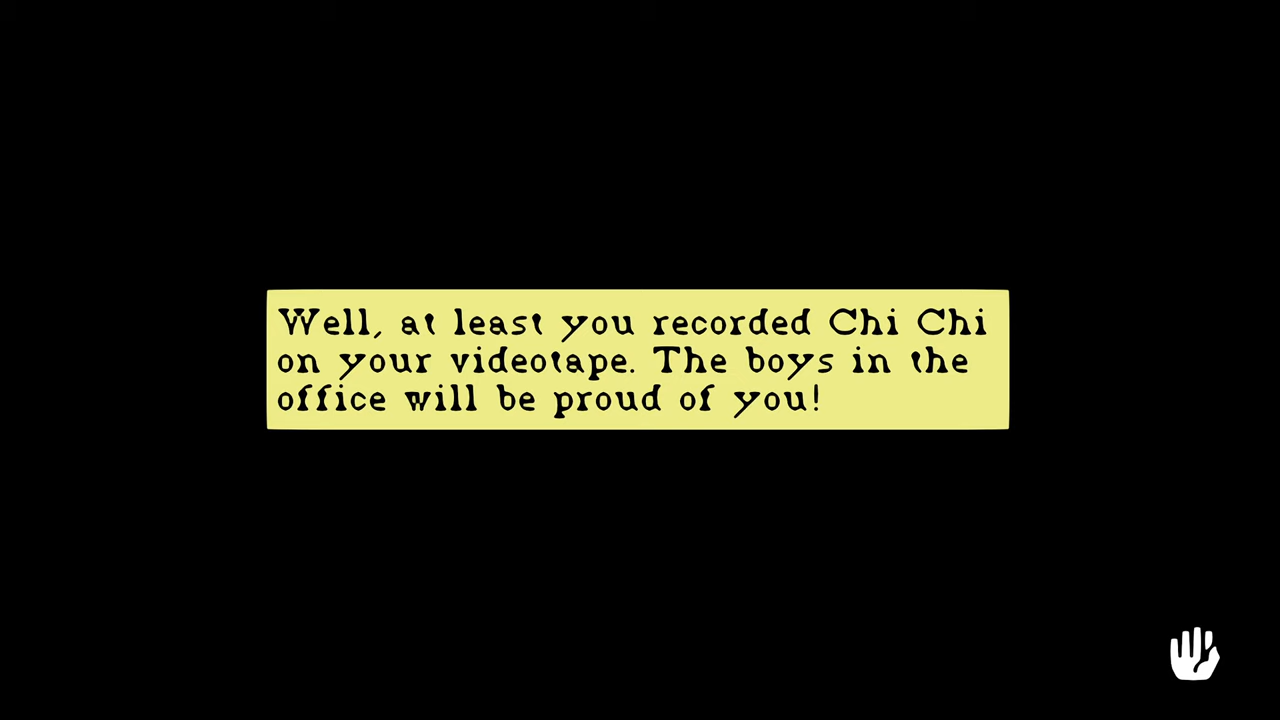 Well, at least you recorded Chi Chi
on your videotape. The boys in the
office will be proud of you!